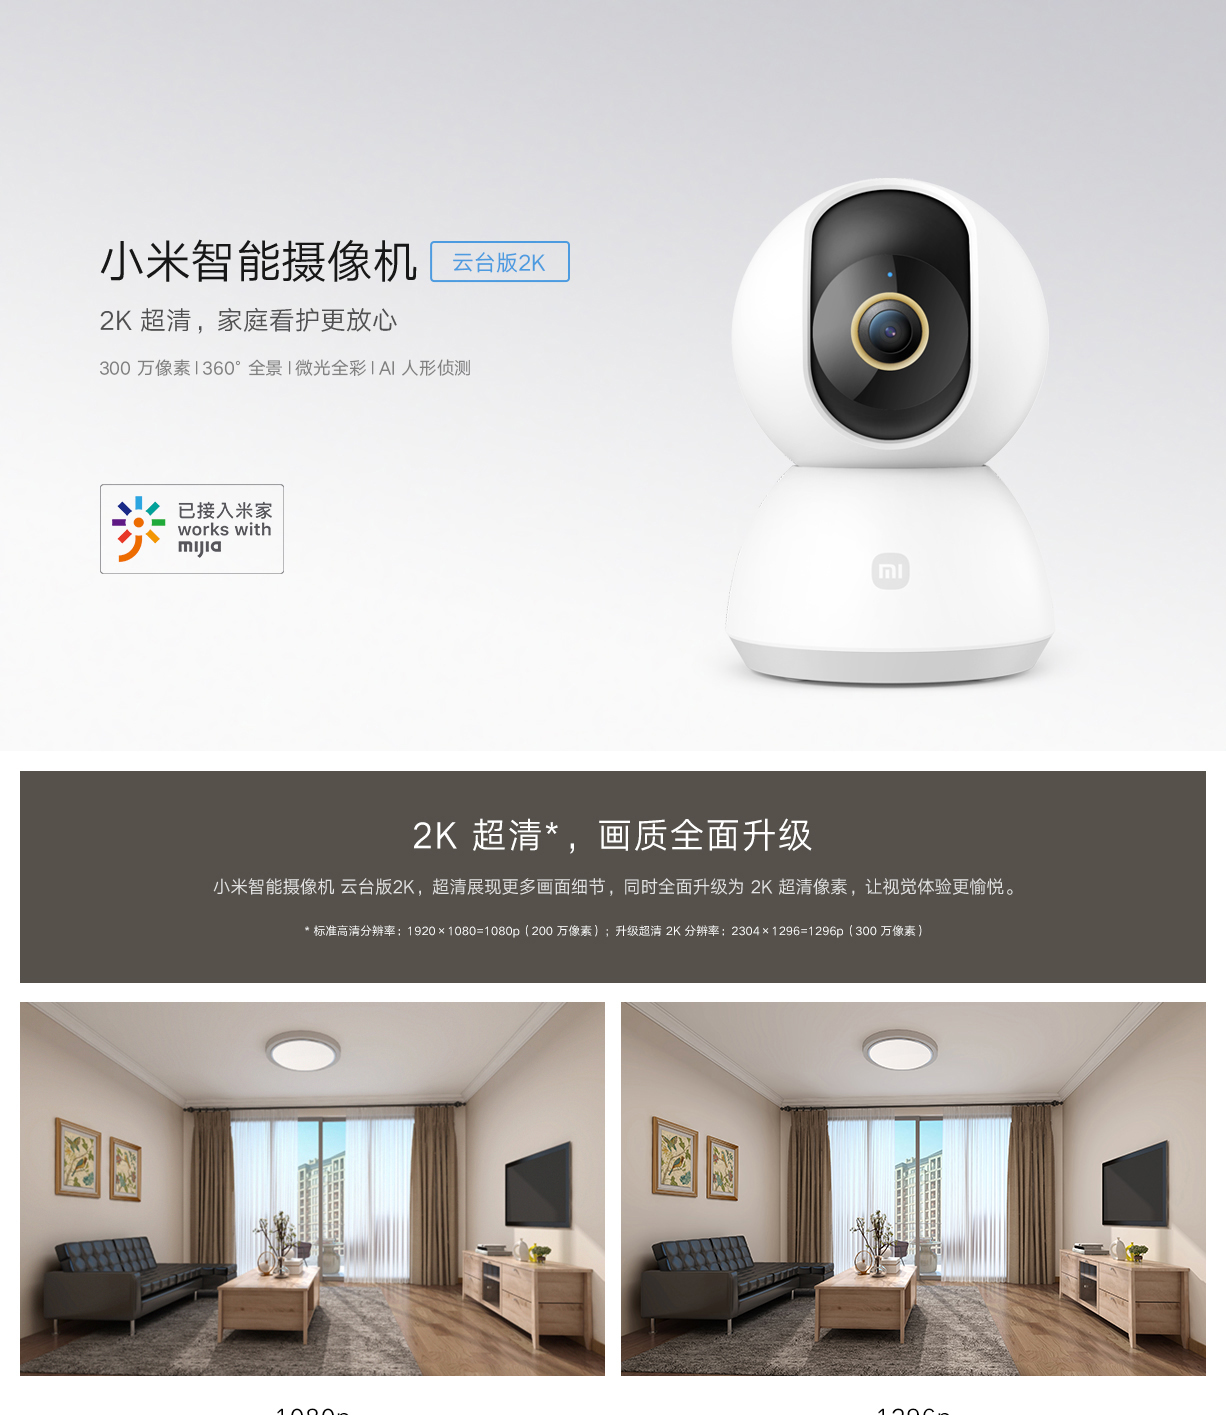 小米智能摄像机 云台版2K
2K 超清，家庭看护更放心
300 万像素 | 360° 全景 | 微光全彩 | AI 人形侦测
已接入米家
works with
mijia
mi
2K 超清*，画质全面升级
小米智能摄像机 云台版2K，超清展现更多画面细节，同时全面升级为 2K 超清像素，让视觉体验更愉悦。
* 标准高清分辨率：1920×1080=1080p（200 万像素）；升级超清 2K 分辨率：2304×1296=1296p（300 万像素）
1080p
1296p